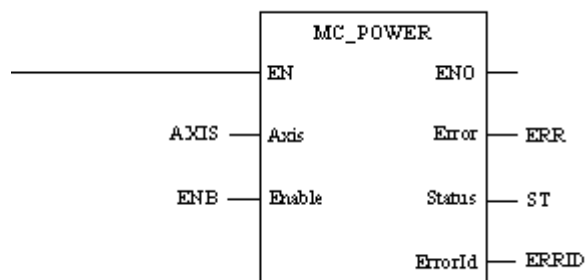 MC_POWER
EN ENO
AXIS Axis Error ERR
ENB Enable Status ST
ErrorId ERRID